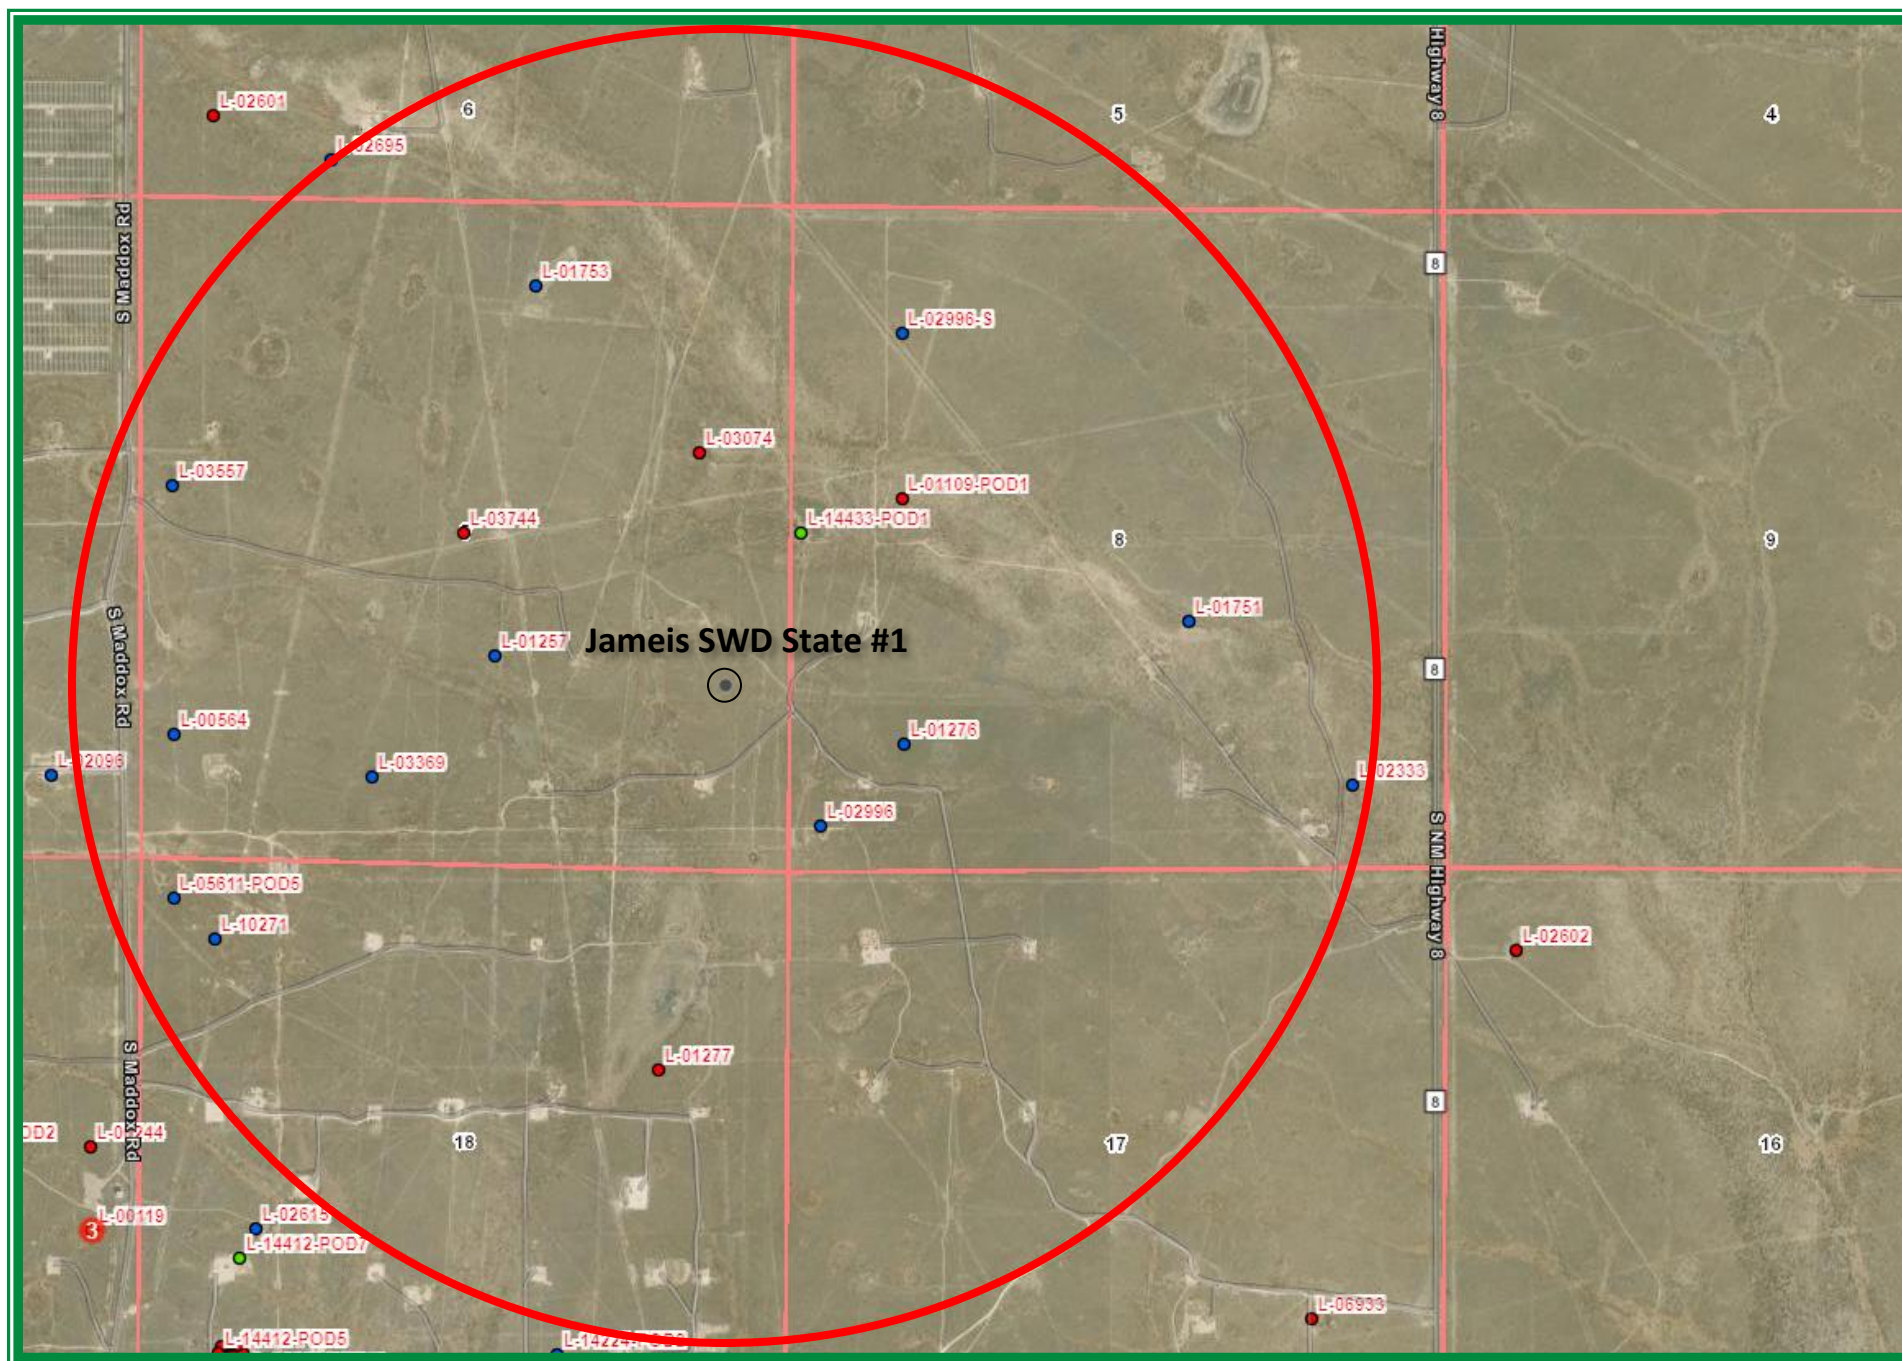 Highway 8
L-02601
6
5
4
L-02695
S Maddox Rd
8
L-01753
L-02996-S
L-03074
L-03557
L-01109-POD1
L-03744
L-14433-POD1
8
9
L-01751
S Maddox Rd
L-01257
Jameis SWD State #1
8
L-00564
L-01276
L-02096
L-03369
L-02333
L-02996
S NM Highway 8
L-05611-POD5
L-10271
L-02602
L-01277
S Maddox Rd
8
OD2
18
17
16
3
L-00119
L-02615
L-14412-POD7
L-06933
L-14412-POD5